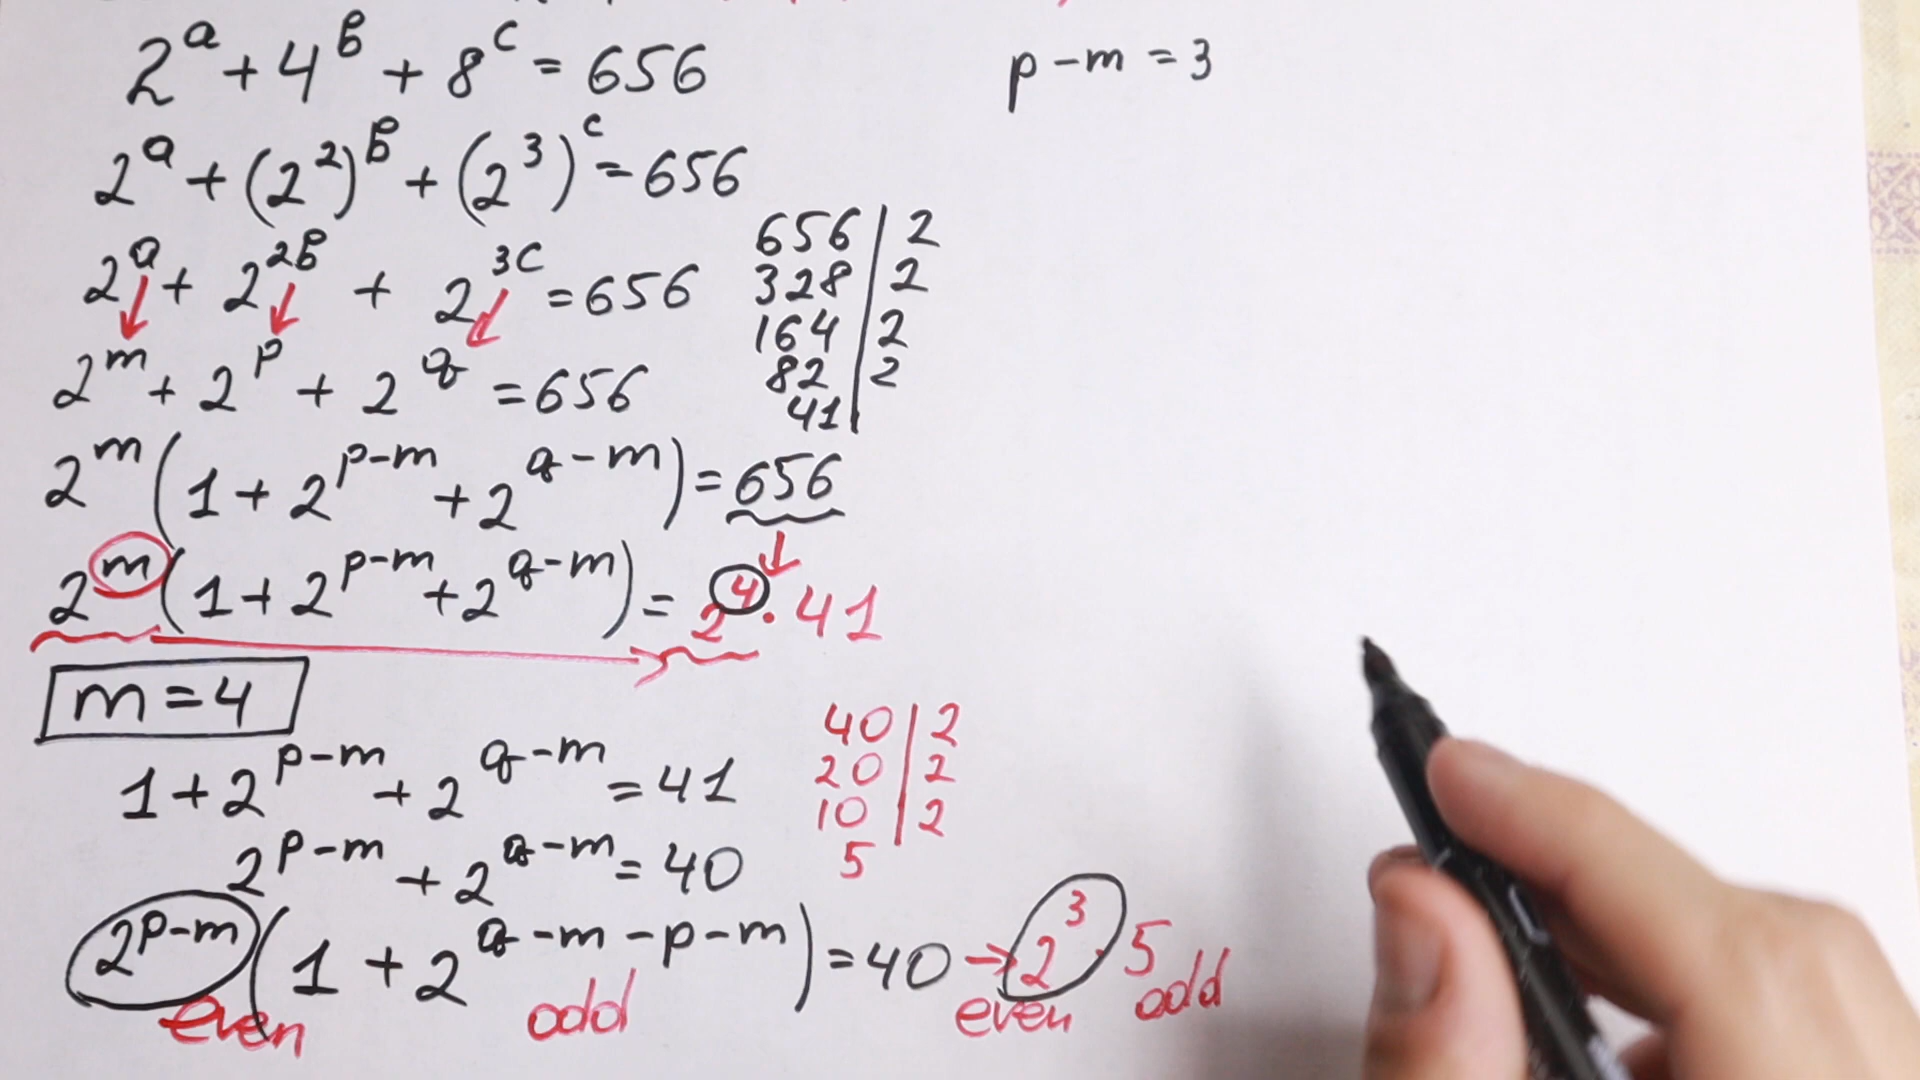 2^a + 4^b + 8^c = 656
p - m = 3
2^a + (2^2)^b + (2^3)^c = 656
2^a + 2^2b + 2^3c = 656
656 | 2
328 | 2
164 | 2
82 | 2
41 |
2^m + 2^p + 2^q = 656
2^m (1 + 2^p-m + 2^q-m) = 656
2^m (1 + 2^p-m + 2^q-m) = 2^4 · 41
m = 4
40 | 2
20 | 2
10 | 2
5
1 + 2^p-m + 2^q-m = 41
2^p-m + 2^q-m = 40
2^p-m (1 + 2^q-m-p-m) = 40 → 2^3 · 5
even odd even odd